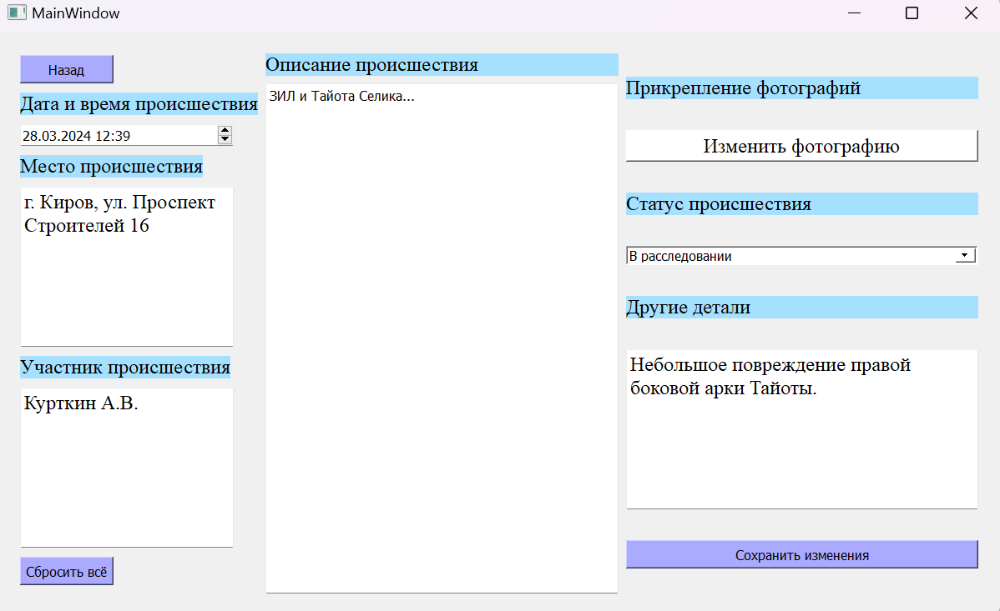 MainWindow
Назад
Дата и время происшествия
28.03.2024 12:39
Место происшествия
г. Киров, ул. Проспект
Строителей 16
Участник происшествия
Курткин А.В.
Сбросить всё
Описание происшествия
ЗИЛ и Тайота Селика...
Прикрепление фотографий
Изменить фотографию
Статус происшествия
В расследовании
Другие детали
Небольшое повреждение правой
боковой арки Тайоты.
Сохранить изменения